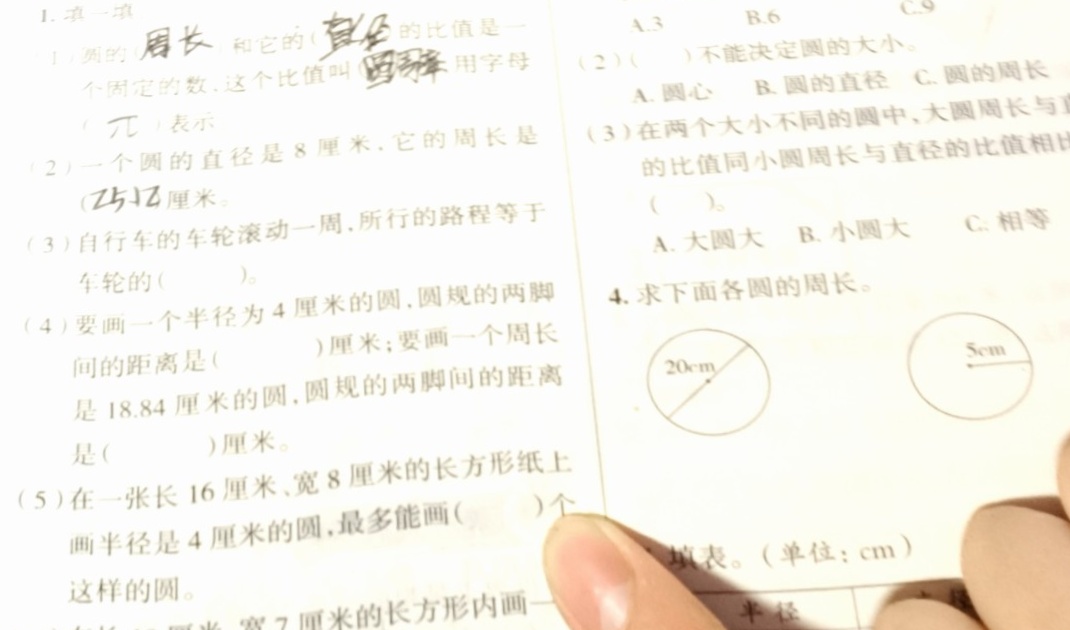 1. 填一填
(1)圆的(周长)和它的(直径)的比值是一
个固定的数,这个比值叫(圆周率)用字母
(π)表示
(2)一个圆的直径是8厘米,它的周长是
(25.12厘米。
(3)自行车的车轮滚动一周,所行的路程等于
车轮的( )。
(4)要画一个半径为4厘米的圆,圆规的两脚
间的距离是( )厘米;要画一个周长
是18.84厘米的圆,圆规的两脚间的距离
是( )厘米。
(5)在一张长16厘米、宽8厘米的长方形纸上
画半径是4厘米的圆,最多能画( )个
这样的圆。
厘米、宽7厘米的长方形内画一
A.3 B.6 C.9
(2)( )不能决定圆的大小。
A. 圆心 B. 圆的直径 C. 圆的周长
(3)在两个大小不同的圆中,大圆周长与
的比值同小圆周长与直径的比值相比
( )。
A. 大圆大 B. 小圆大 C. 相等
4. 求下面各圆的周长。
20cm 5cm
填表。(单位:cm)
半径